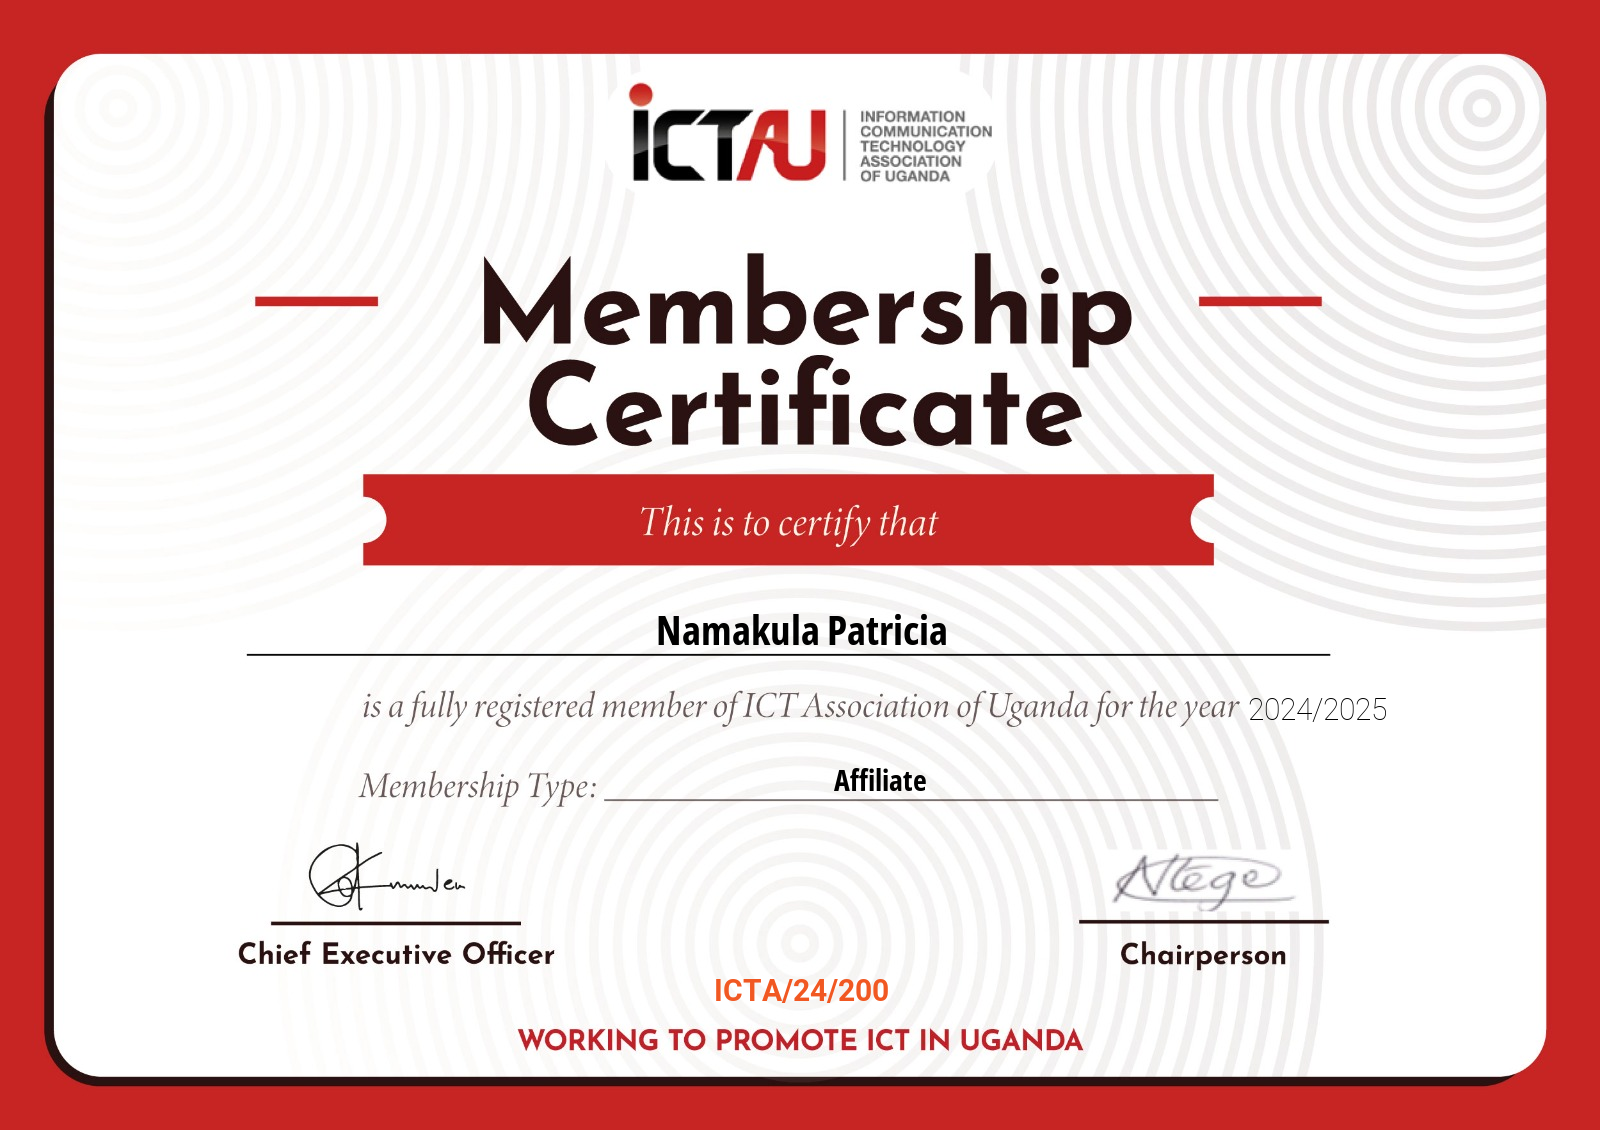 ICTAU
INFORMATION
COMMUNICATION
TECHNOLOGY
ASSOCIATION
OF UGANDA
Membership
Certificate
This is to certify that
Namakula Patricia
is a fully registered member of ICT Association of Uganda for the year 2024/2025
Membership Type: Affiliate
Chief Executive Officer
Chairperson
ICTA/24/200
WORKING TO PROMOTE ICT IN UGANDA